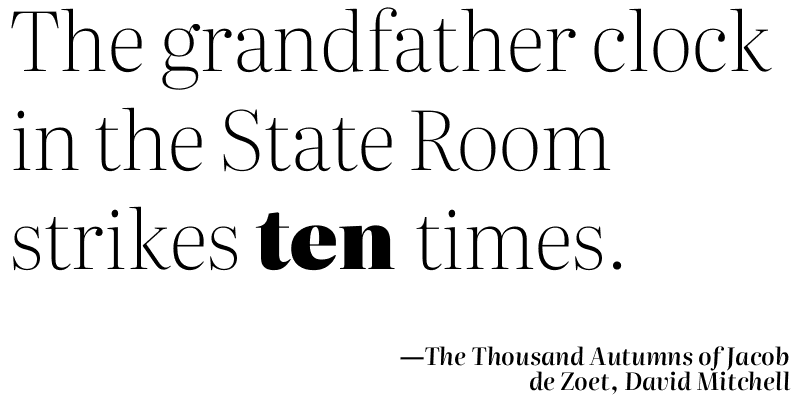 The grandfather clock
in the State Room
strikes ten times.
—The Thousand Autumns of Jacob
de Zoet, David Mitchell